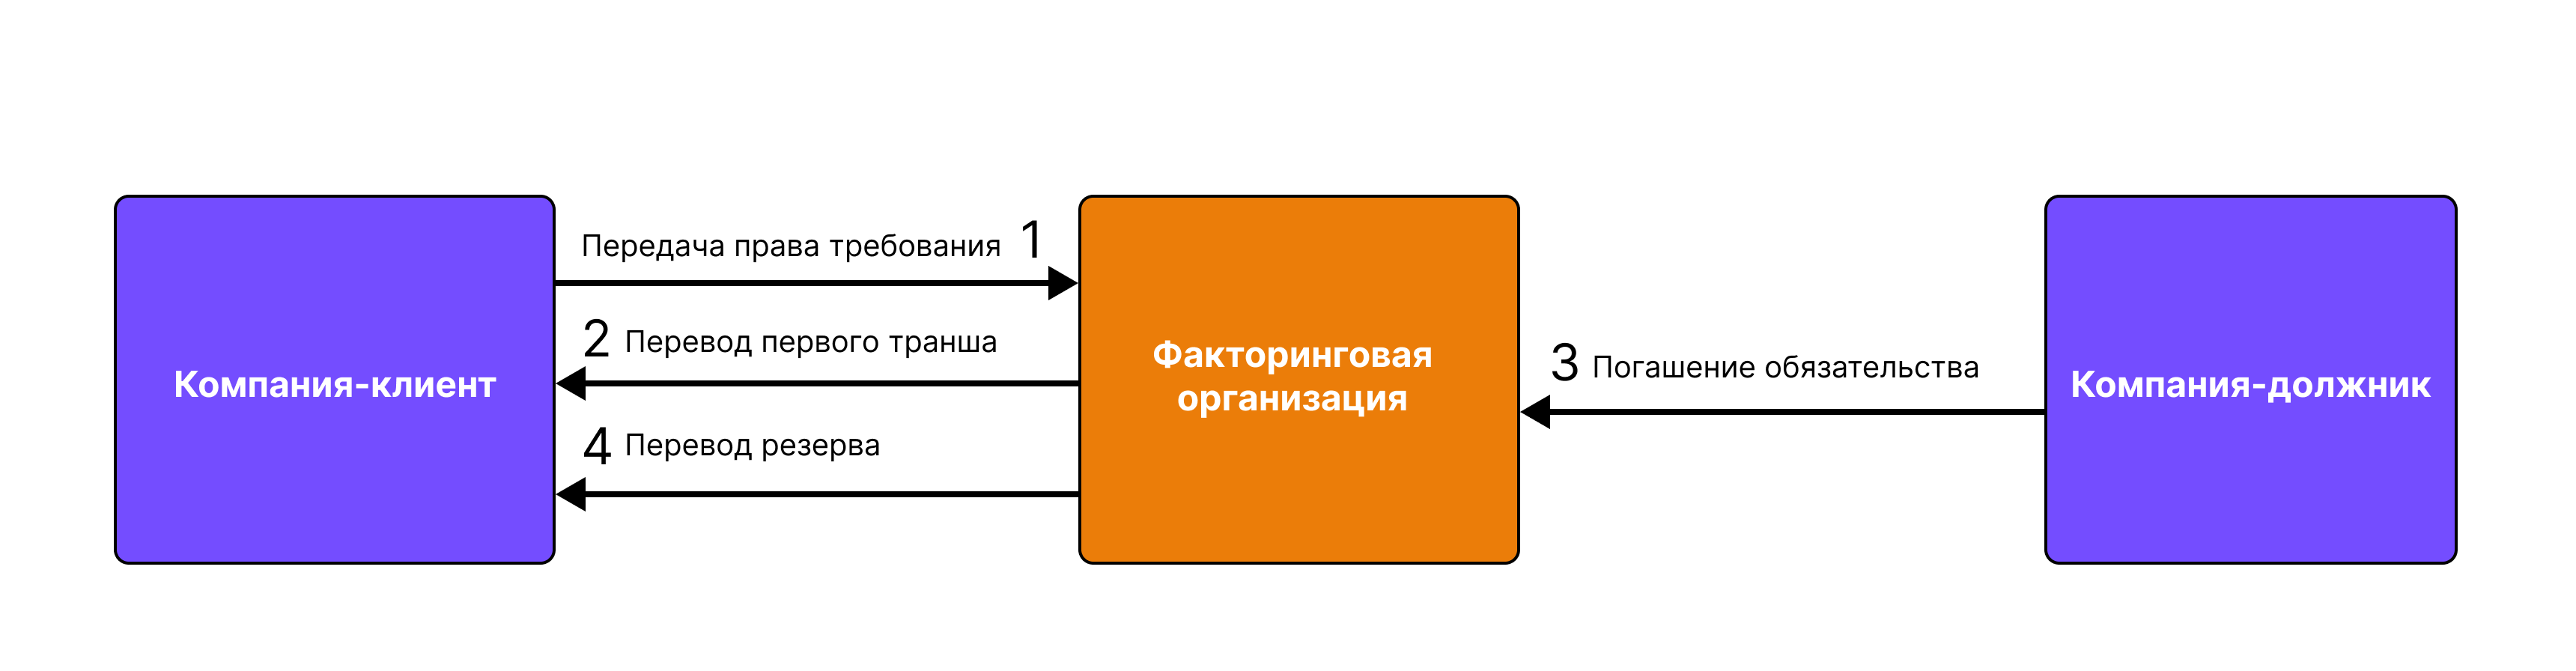 Компания-клиент
Передача права требования 1
2 Перевод первого транша
4 Перевод резерва
Факторинговая
организация
3 Погашение обязательства
Компания-должник